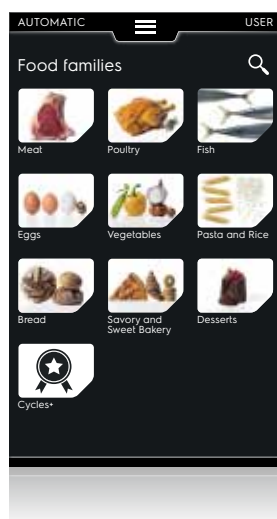 AUTOMATIC USER
Food families
Meat Poultry Fish
Eggs Vegetables Pasta and Rice
Bread Savory and Sweet Bakery Desserts
Cycles+